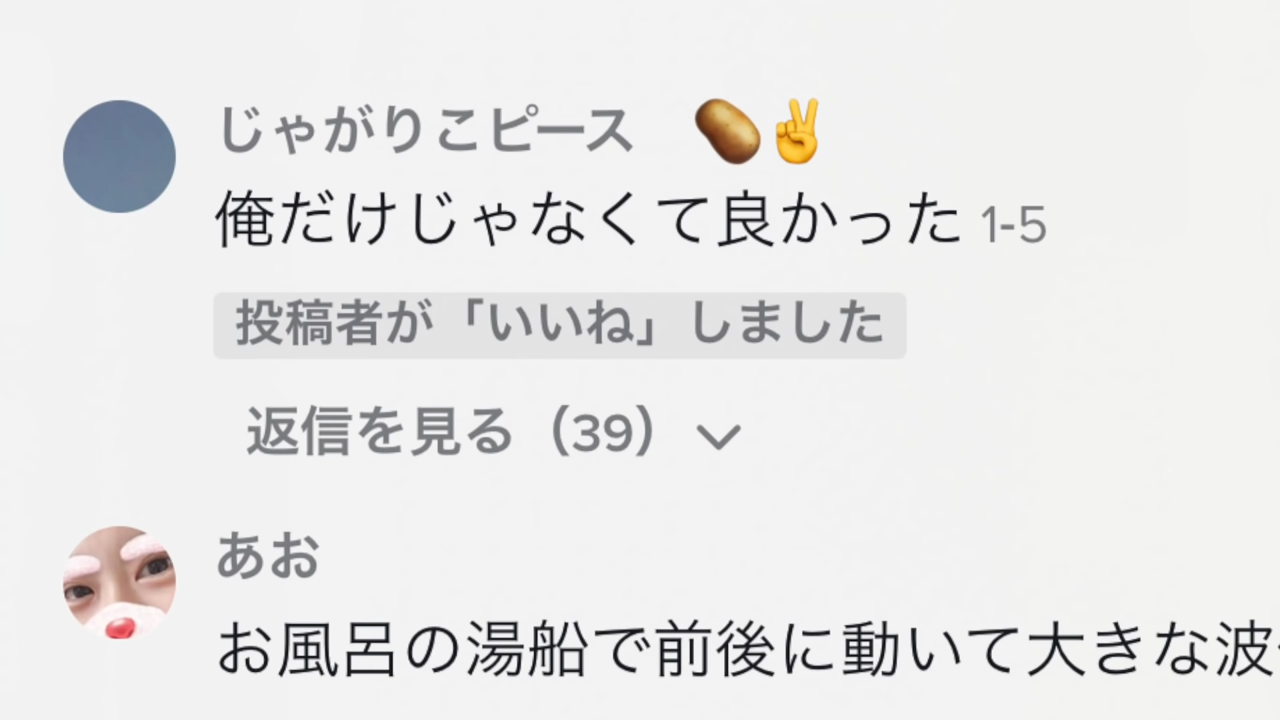 じゃがりこピース 🥔✌️
俺だけじゃなくて良かった 1-5
投稿者が「いいね」しました
返信を見る（39）
あお
お風呂の湯船で前後に動いて大きな波